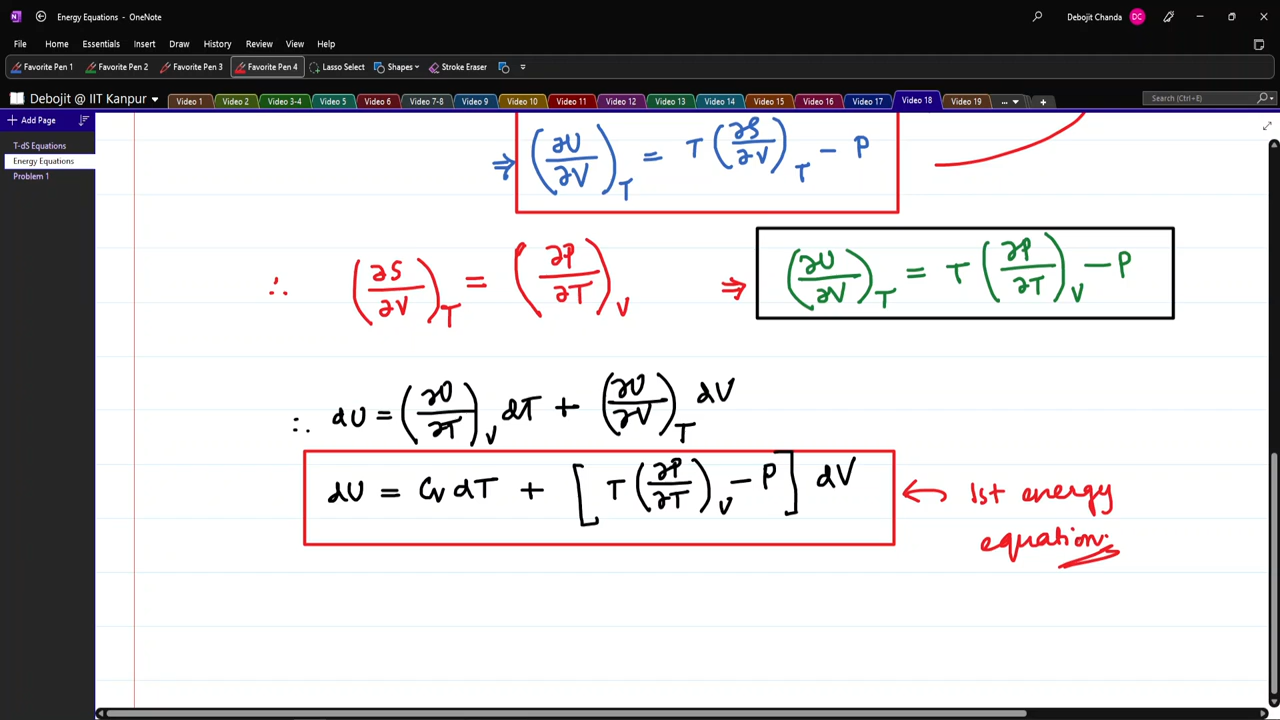 Energy Equations - OneNote
Debojit Chanda DC
File Home Essentials Insert Draw History Review View Help
Favorite Pen 1 Favorite Pen 2 Favorite Pen 3 Favorite Pen 4 Lasso Select Shapes Stroke Eraser
Debojit @ IIT Kanpur Video 1 Video 2 Video 3-4 Video 5 Video 6 Video 7-8 Video 9 Video 10 Video 11 Video 12 Video 13 Video 14 Video 15 Video 16 Video 17 Video 18 Video 19 ... + Search (Ctrl+E)
+ Add Page
T-dS Equations
Energy Equations
Problem 1
⇒ (∂U/∂V)_T = T(∂S/∂V)_T − P
∴ (∂S/∂V)_T = (∂P/∂T)_V ⇒ (∂U/∂V)_T = T(∂P/∂T)_V − P
∴ dU = (∂U/∂T)_V dT + (∂U/∂V)_T dV
dU = C_V dT + [T(∂P/∂T)_V − P] dV ← 1st energy
equation.